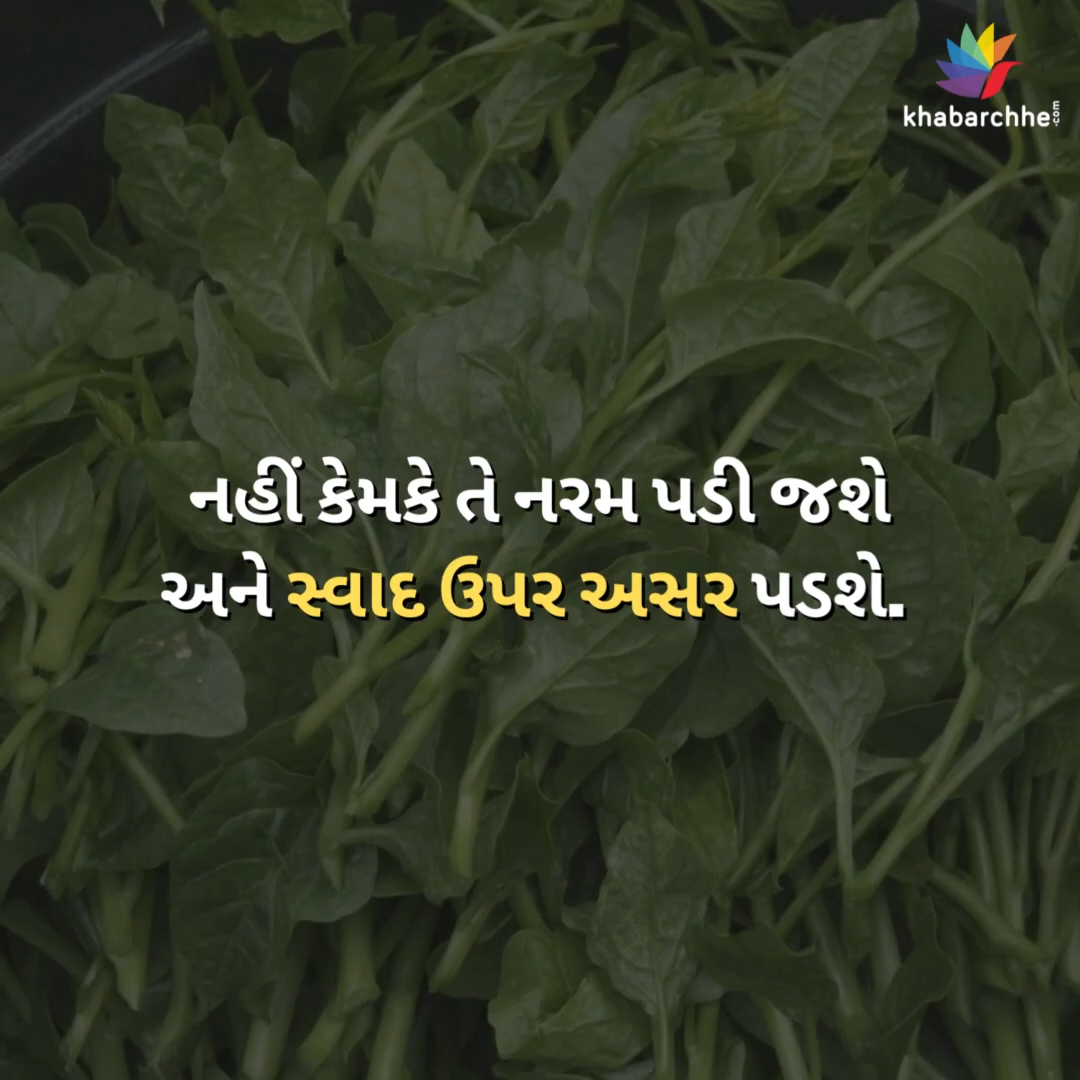 khabarchhe.com
નહીં કેમકે તે નરમ પડી જશે
અને સ્વાદ ઉપર અસર પડશે.